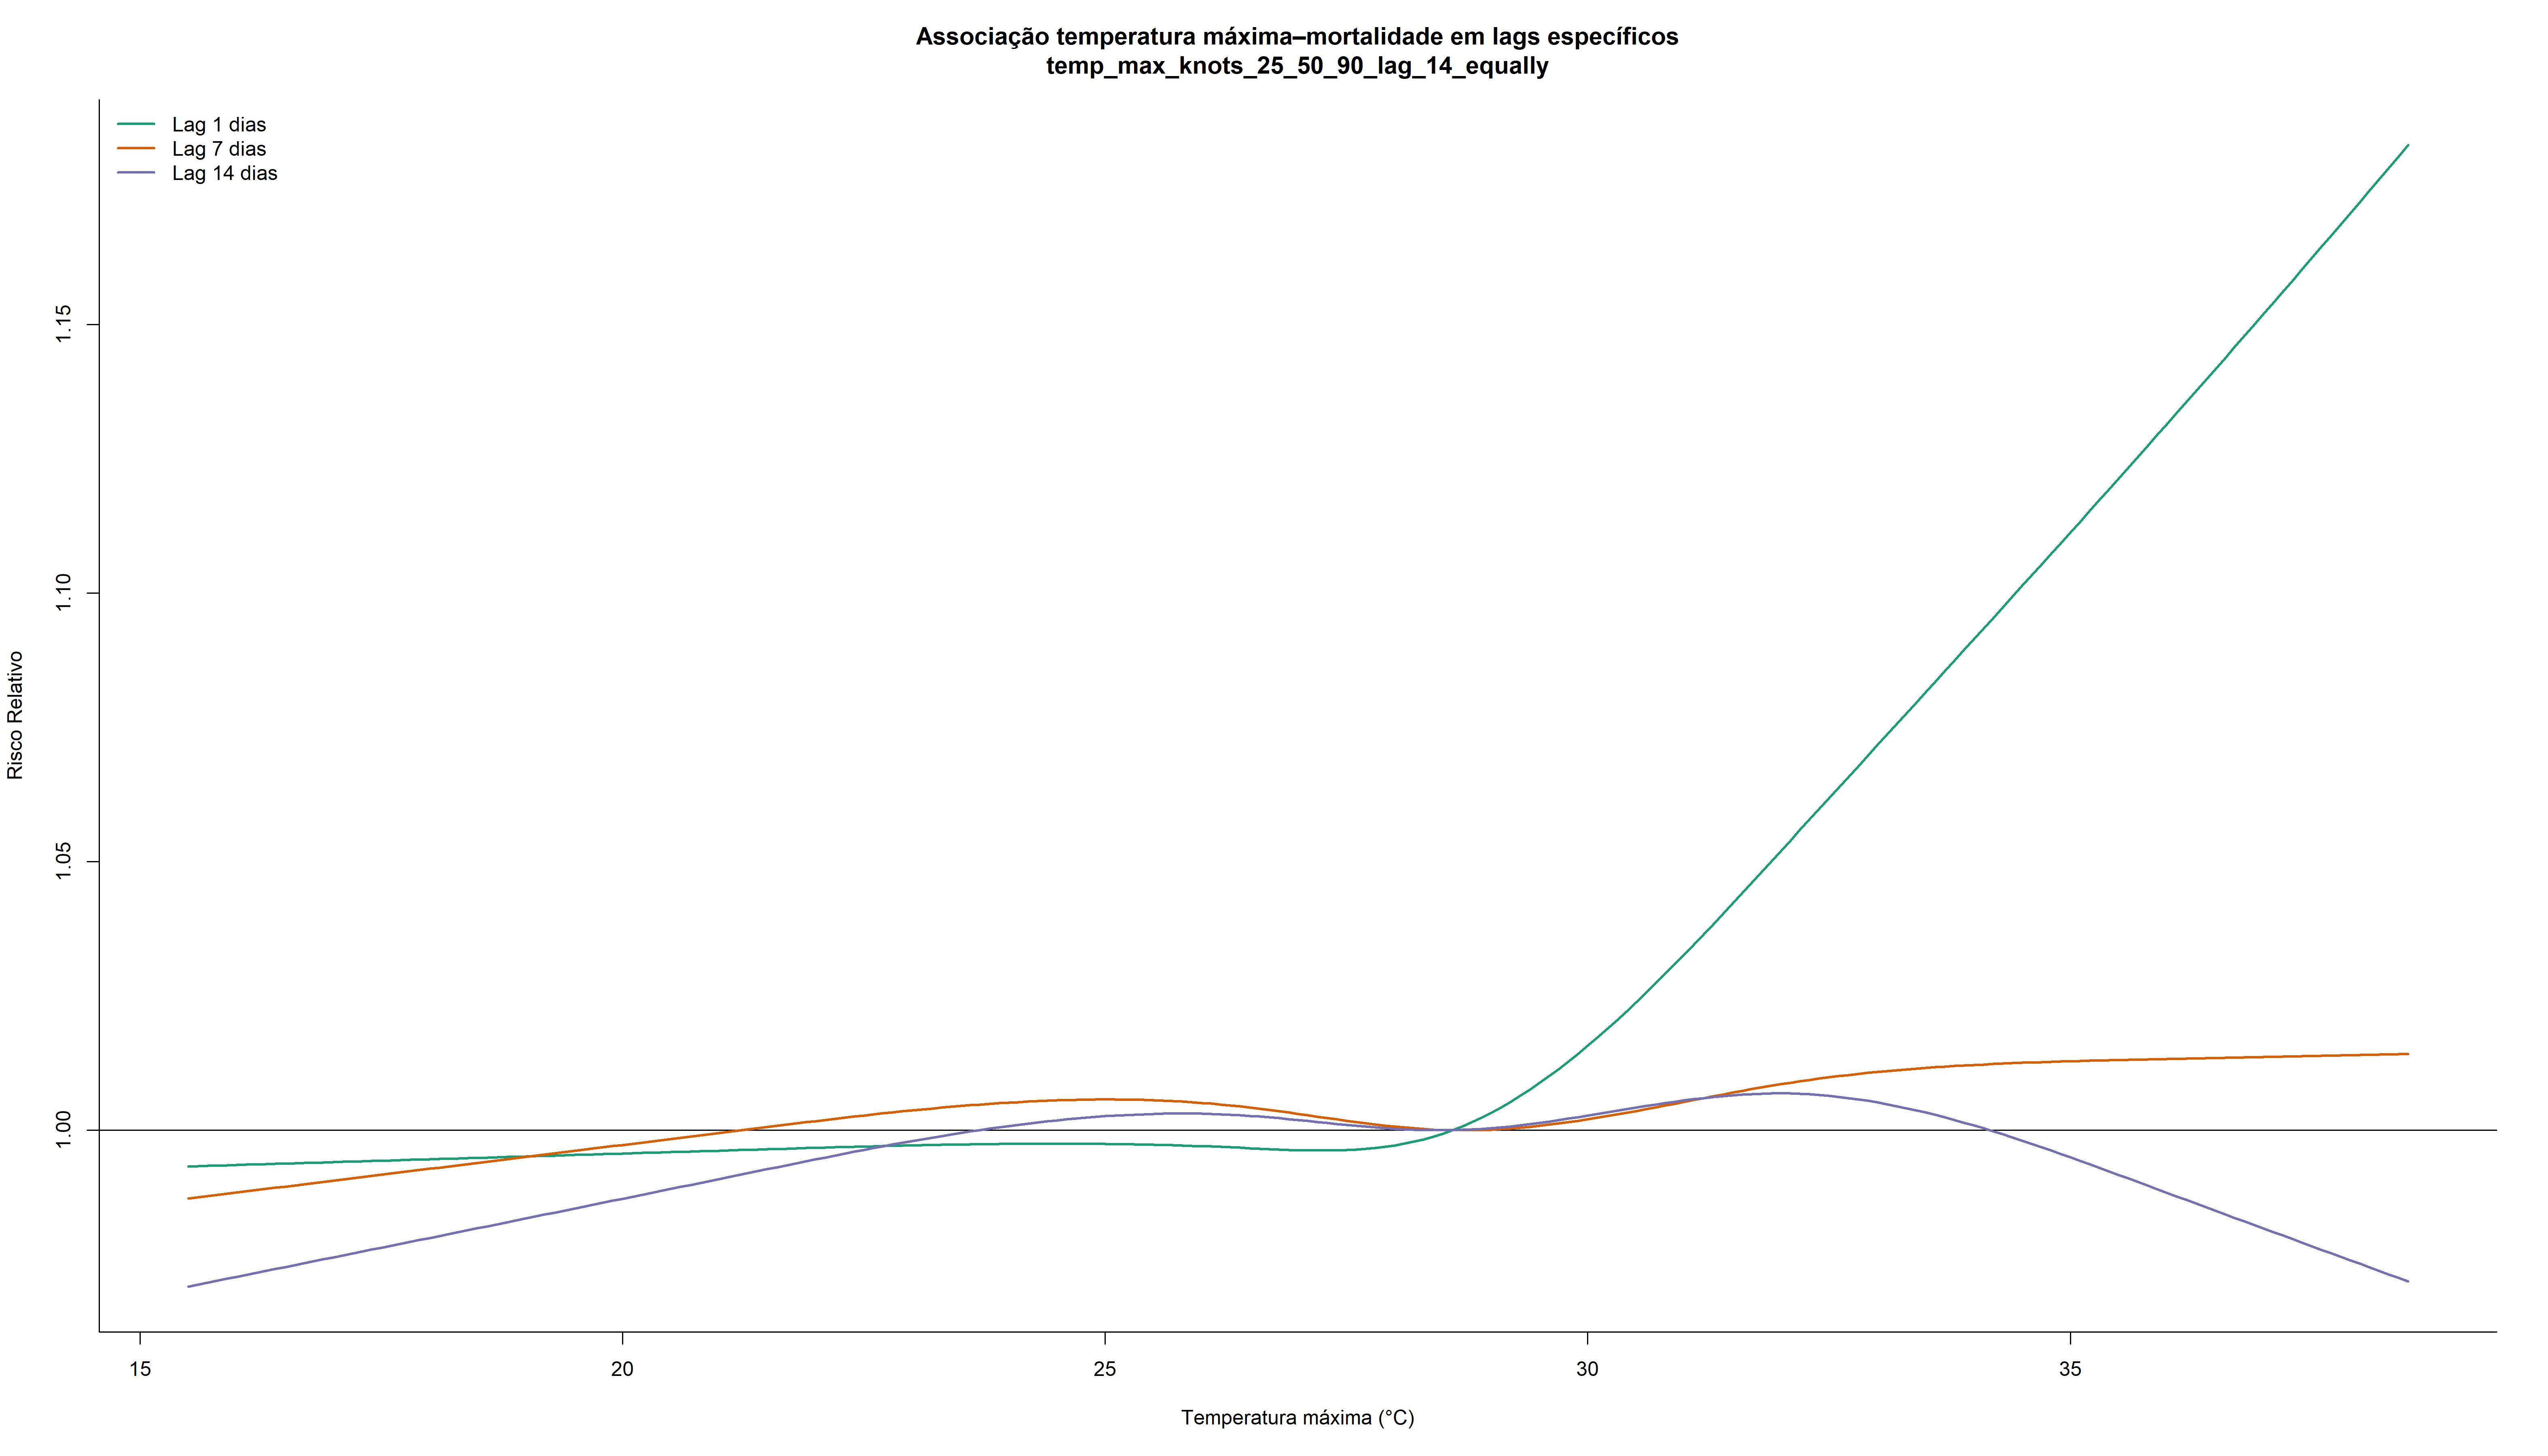 Associação temperatura máxima–mortalidade em lags específicos
temp_max_knots_25_50_90_lag_14_equally
Lag 1 dias
Lag 7 dias
Lag 14 dias
1.15
1.10
1.05
1.00
Risco Relativo
15 20 25 30 35
Temperatura máxima (°C)